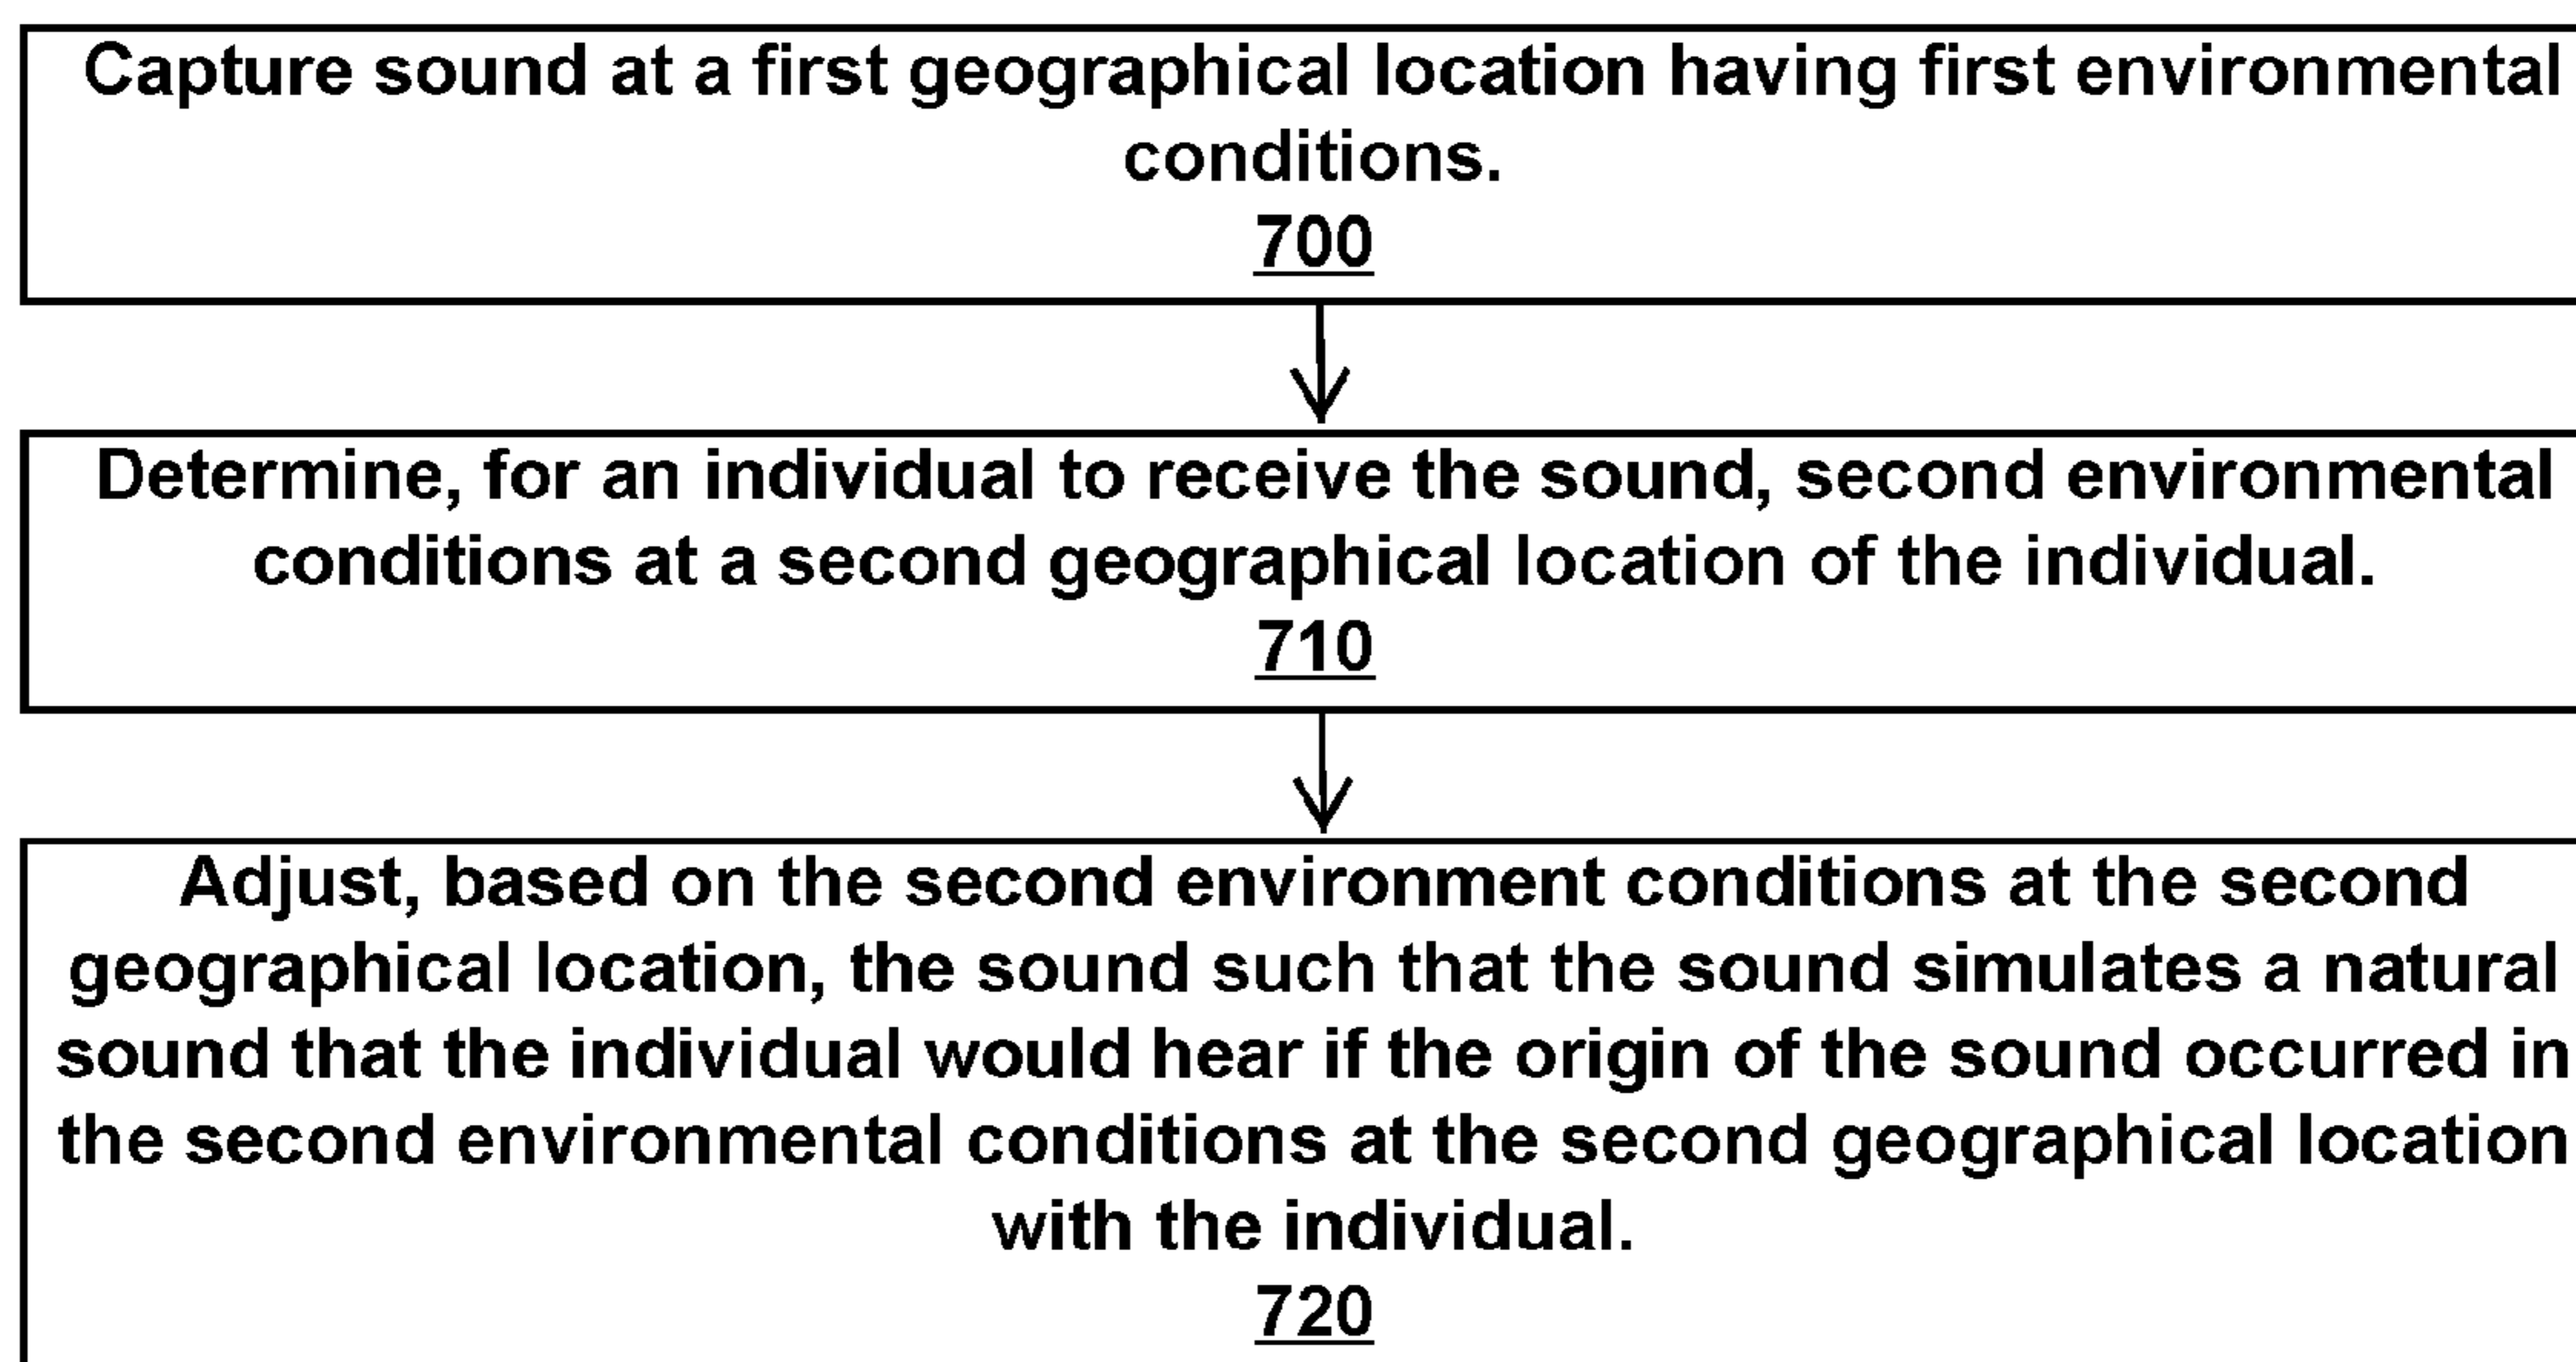 Capture sound at a first geographical location having first environmental
conditions.
700
Determine, for an individual to receive the sound, second environmental
conditions at a second geographical location of the individual.
710
Adjust, based on the second environment conditions at the second
geographical location, the sound such that the sound simulates a natural
sound that the individual would hear if the origin of the sound occurred in
the second environmental conditions at the second geographical location
with the individual.
720